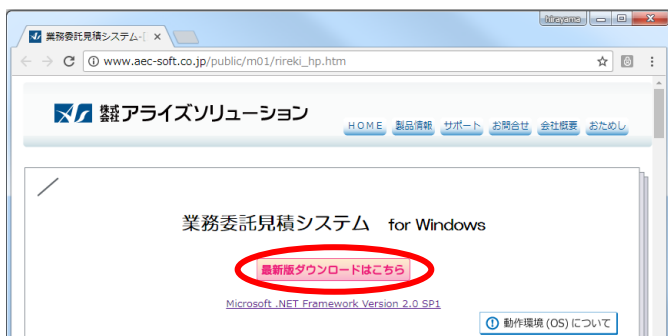 hirayama
業務委託見積システム-[
www.aec-soft.co.jp/public/m01/rireki_hp.htm
株式会社アライズソリューション
HOME 製品情報 サポート お問合せ 会社概要 おためし
業務委託見積システム for Windows
最新版ダウンロードはこちら
Microsoft .NET Framework Version 2.0 SP1
動作環境 (OS) について